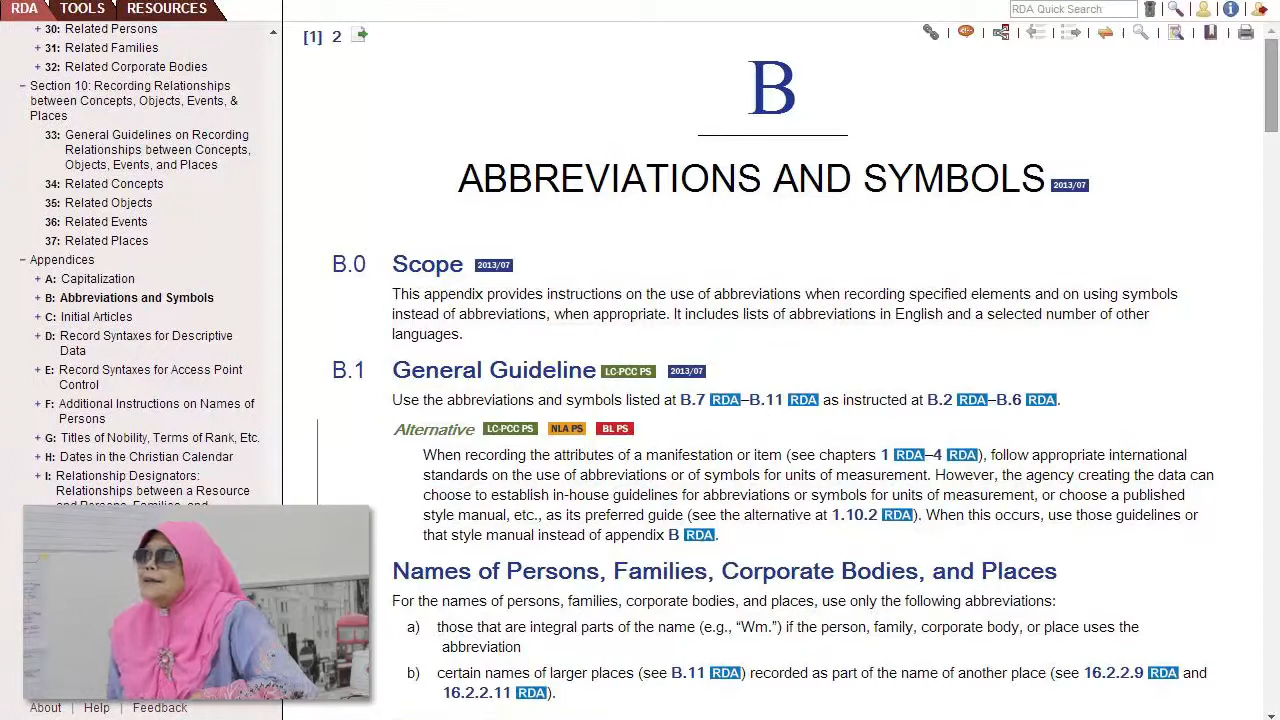 RDA TOOLS RESOURCES
RDA Quick Search
+ 30: Related Persons
+ 31: Related Families
+ 32: Related Corporate Bodies
− Section 10: Recording Relationships
between Concepts, Objects, Events, &
Places
33: General Guidelines on Recording
Relationships between Concepts,
Objects, Events, and Places
34: Related Concepts
35: Related Objects
36: Related Events
37: Related Places
− Appendices
+ A: Capitalization
+ B: Abbreviations and Symbols
+ C: Initial Articles
+ D: Record Syntaxes for Descriptive
Data
+ E: Record Syntaxes for Access Point
Control
+ F: Additional Instructions on Names of
Persons
+ G: Titles of Nobility, Terms of Rank, Etc.
+ H: Dates in the Christian Calendar
+ I: Relationship Designators:
Relationships between a Resource
and Persons, Families, and
About | Help | Feedback
[1] 2
B
ABBREVIATIONS AND SYMBOLS 2013/07
B.0 Scope 2013/07
This appendix provides instructions on the use of abbreviations when recording specified elements and on using symbols
instead of abbreviations, when appropriate. It includes lists of abbreviations in English and a selected number of other
languages.
B.1 General Guideline LC-PCC PS 2013/07
Use the abbreviations and symbols listed at B.7 RDA–B.11 RDA as instructed at B.2 RDA–B.6 RDA.
Alternative LC-PCC PS NLA PS BL PS
When recording the attributes of a manifestation or item (see chapters 1 RDA–4 RDA), follow appropriate international
standards on the use of abbreviations or of symbols for units of measurement. However, the agency creating the data can
choose to establish in-house guidelines for abbreviations or symbols for units of measurement, or choose a published
style manual, etc., as its preferred guide (see the alternative at 1.10.2 RDA). When this occurs, use those guidelines or
that style manual instead of appendix B RDA.
Names of Persons, Families, Corporate Bodies, and Places
For the names of persons, families, corporate bodies, and places, use only the following abbreviations:
a) those that are integral parts of the name (e.g., “Wm.”) if the person, family, corporate body, or place uses the
abbreviation
b) certain names of larger places (see B.11 RDA) recorded as part of the name of another place (see 16.2.2.9 RDA and
16.2.2.11 RDA).